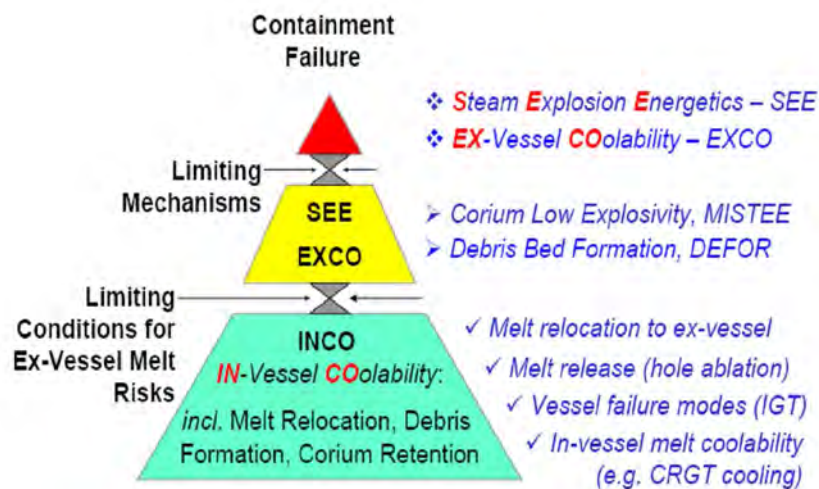 Containment
Failure
❖ Steam Explosion Energetics – SEE
❖ EX-Vessel COolability – EXCO
Limiting
Mechanisms
SEE
EXCO
➢ Corium Low Explosivity, MISTEE
➢ Debris Bed Formation, DEFOR
Limiting
Conditions for
Ex-Vessel Melt
Risks
INCO
IN-Vessel COolability:
incl. Melt Relocation, Debris
Formation, Corium Retention
✓ Melt relocation to ex-vessel
✓ Melt release (hole ablation)
✓ Vessel failure modes (IGT)
✓ In-vessel melt coolability
(e.g. CRGT cooling)